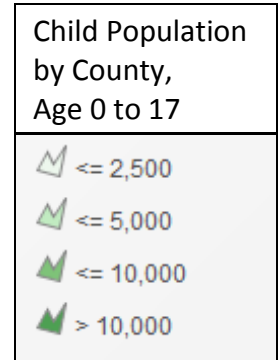 Child Population
by County,
Age 0 to 17
<= 2,500
<= 5,000
<= 10,000
> 10,000